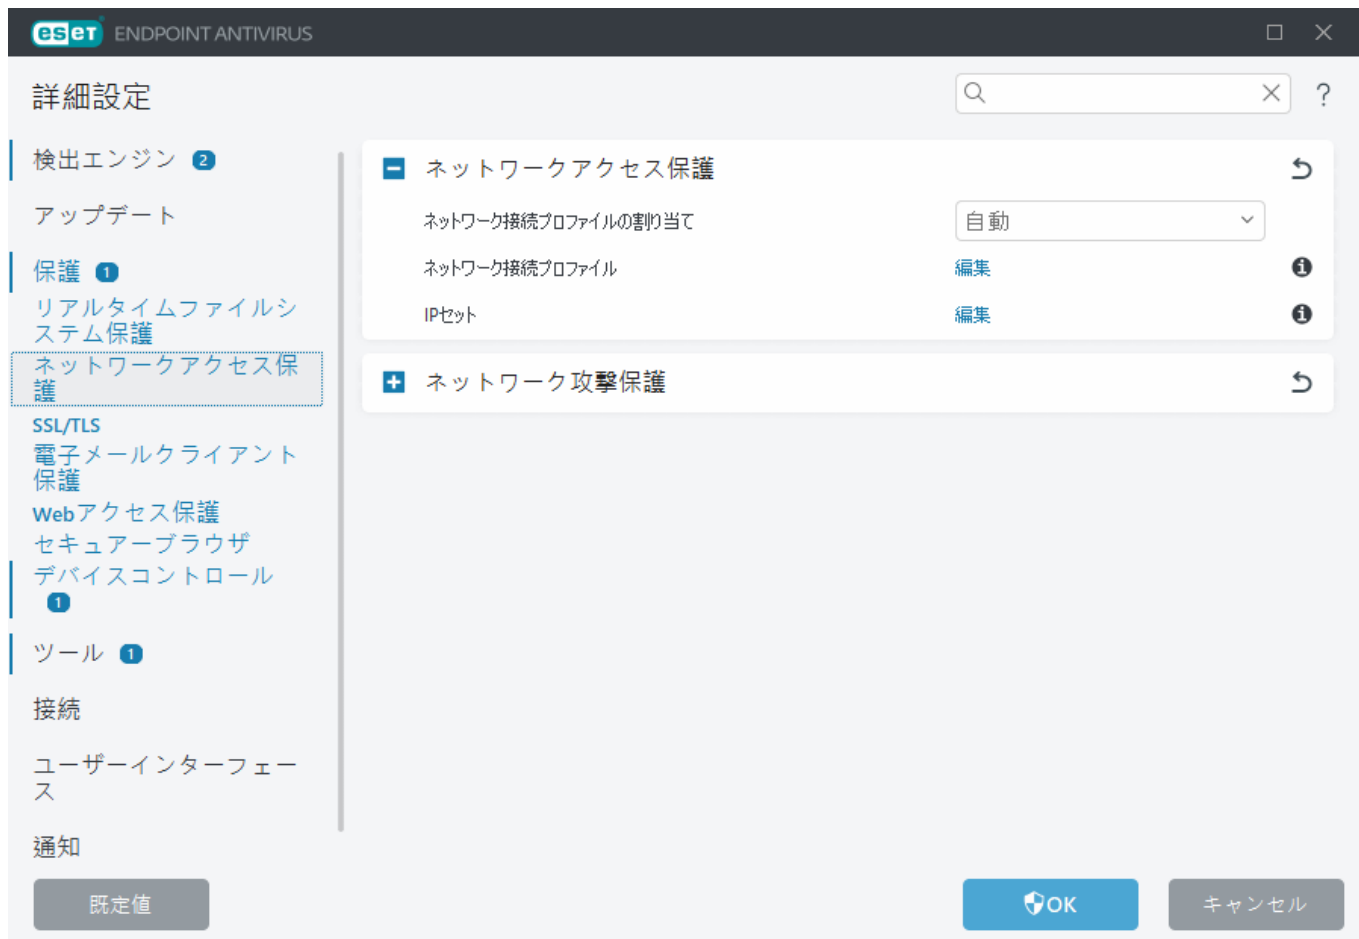 eseT ENDPOINT ANTIVIRUS
詳細設定
?
検出エンジン 2
アップデート
保護 1
リアルタイムファイルシ
ステム保護
ネットワークアクセス保
護
SSL/TLS
電子メールクライアント
保護
Webアクセス保護
セキュアーブラウザ
デバイスコントロール
1
ツール 1
接続
ユーザーインターフェー
ス
通知
ネットワークアクセス保護
ネットワーク接続プロファイルの割り当て 自動
ネットワーク接続プロファイル 編集
IPセット 編集
ネットワーク攻撃保護
既定値
OK
キャンセル